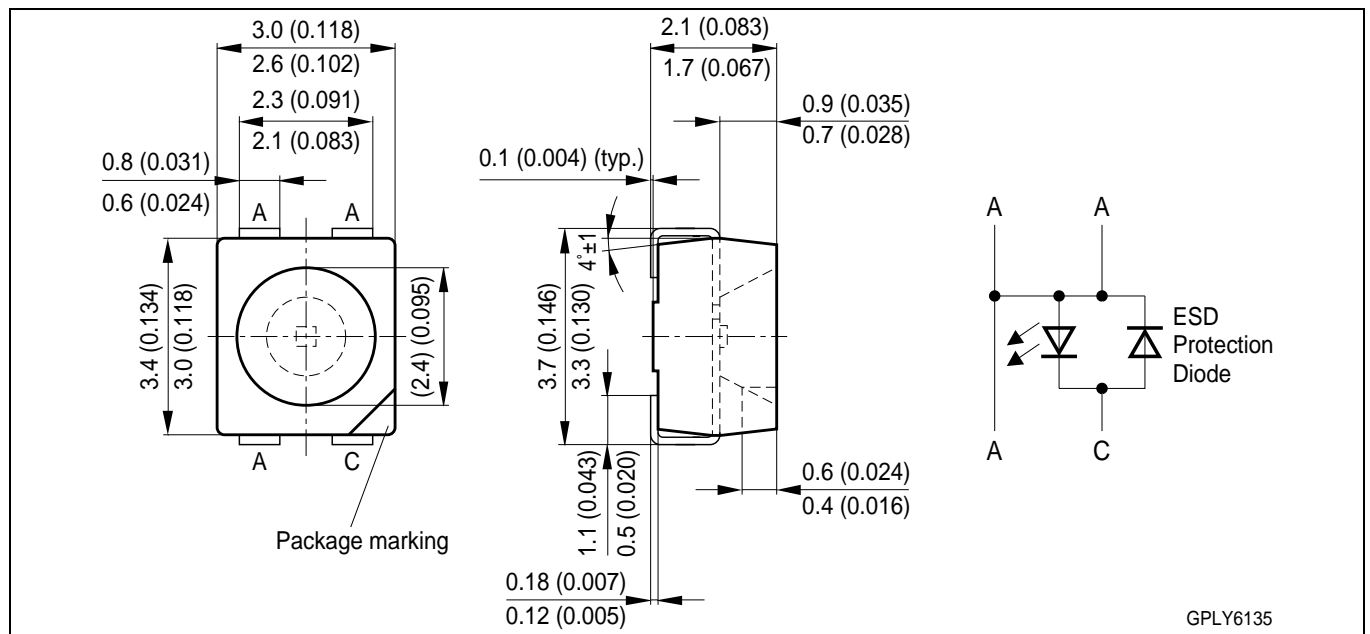 3.0 (0.118)
2.6 (0.102)
2.3 (0.091)
2.1 (0.083)
0.8 (0.031)
0.6 (0.024)
A
A
3.4 (0.134)
3.0 (0.118)
(2.4) (0.095)
A
C
Package marking
2.1 (0.083)
1.7 (0.067)
0.9 (0.035)
0.7 (0.028)
0.1 (0.004) (typ.)
4°±1
3.7 (0.146)
3.3 (0.130)
1.1 (0.043)
0.5 (0.020)
0.6 (0.024)
0.4 (0.016)
0.18 (0.007)
0.12 (0.005)
A
A
ESD
Protection
Diode
A
C
GPLY6135